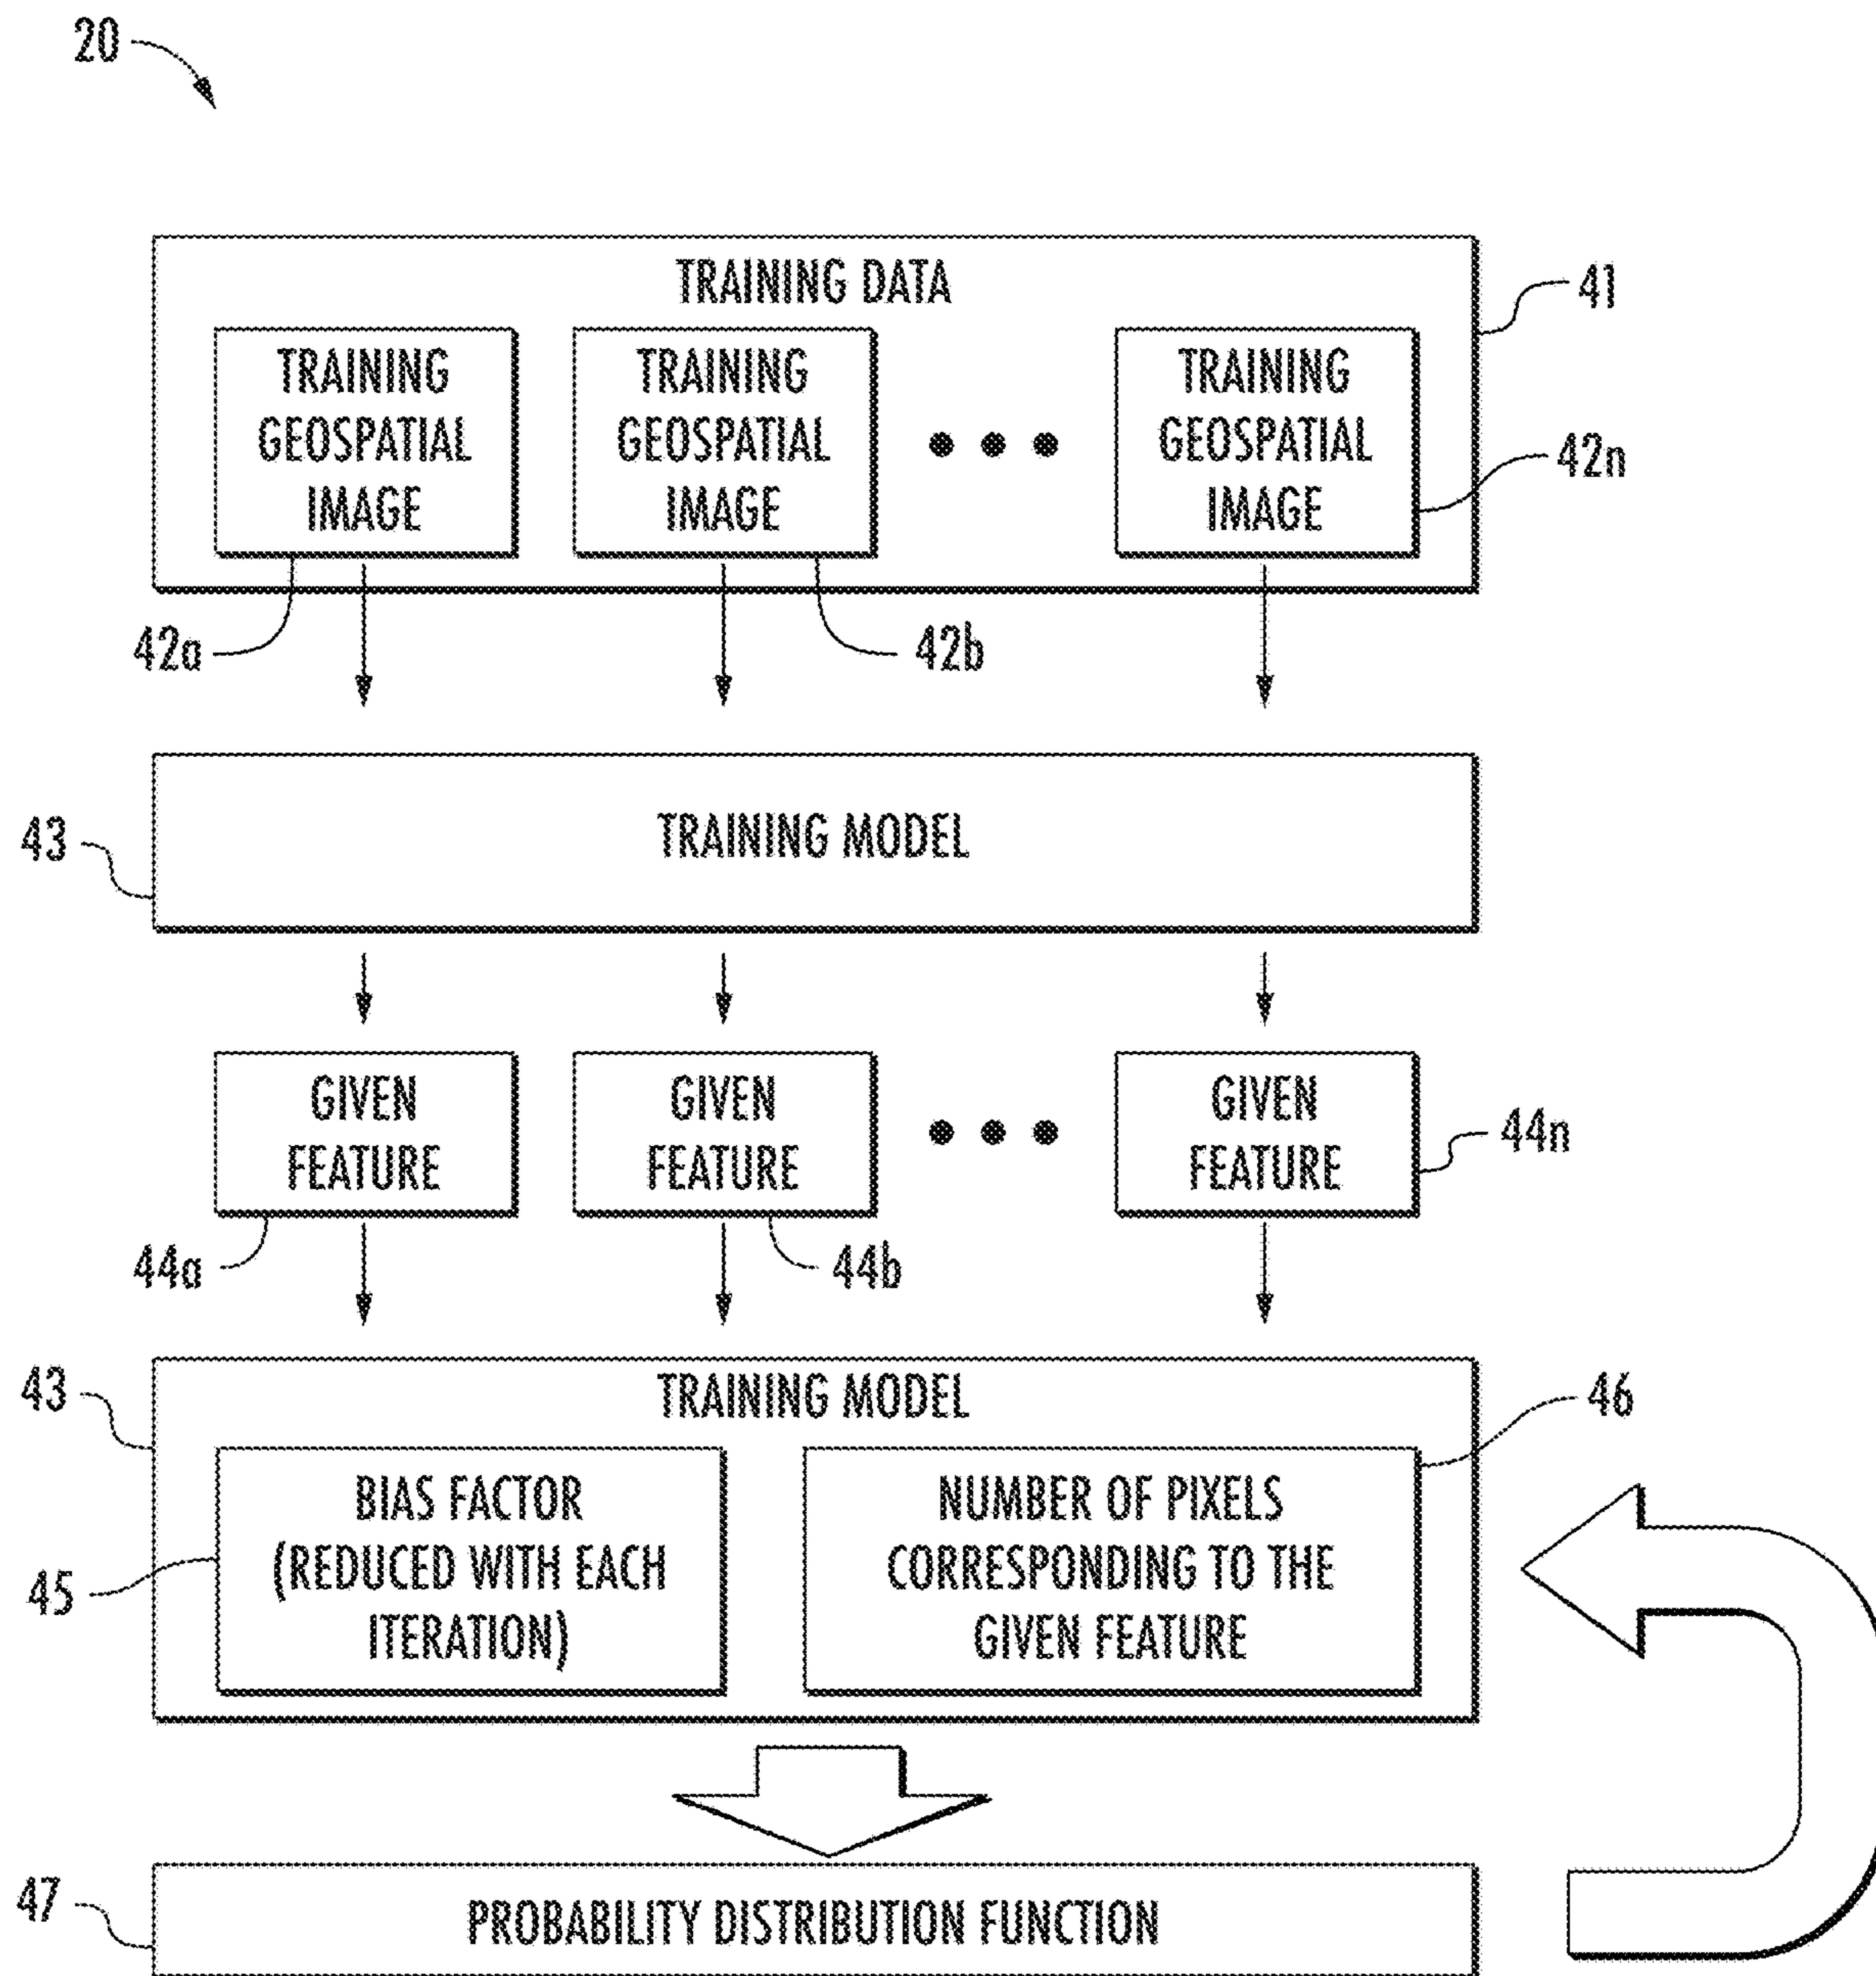 20
TRAINING DATA
41
TRAINING
GEOSPATIAL
IMAGE
TRAINING
GEOSPATIAL
IMAGE
TRAINING
GEOSPATIAL
IMAGE
42n
42a
42b
TRAINING MODEL
43
GIVEN
FEATURE
GIVEN
FEATURE
GIVEN
FEATURE
44n
44a
44b
43
TRAINING MODEL
46
BIAS FACTOR
(REDUCED WITH EACH
ITERATION)
45
NUMBER OF PIXELS
CORRESPONDING TO THE
GIVEN FEATURE
47
PROBABILITY DISTRIBUTION FUNCTION